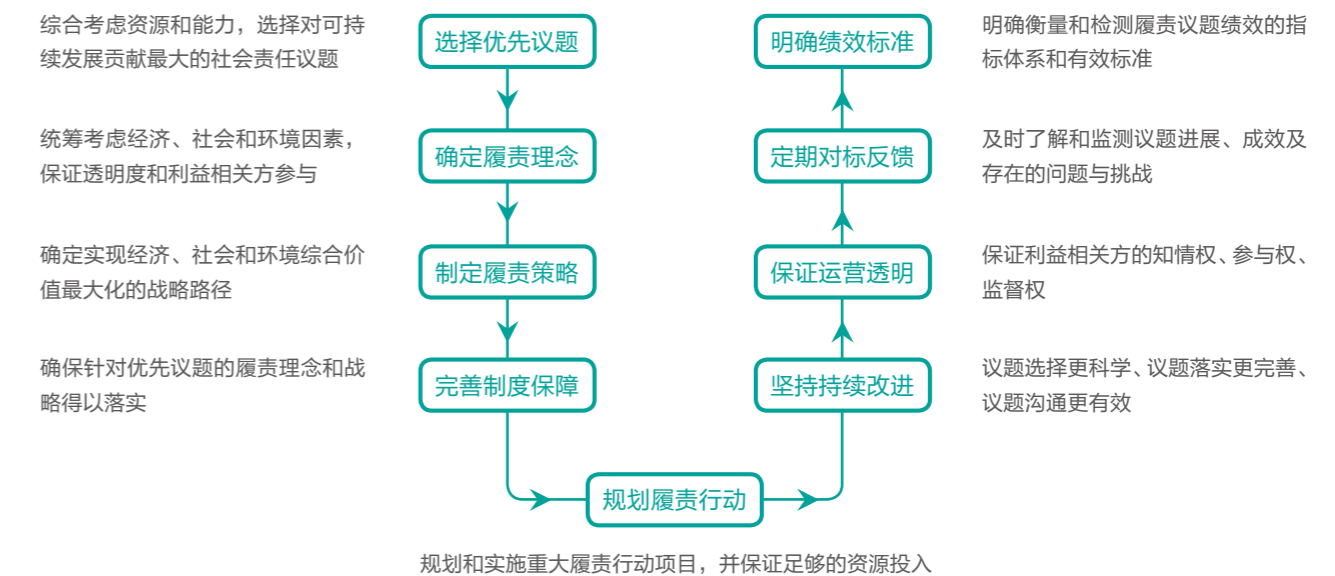 综合考虑资源和能力，选择对可持
续发展贡献最大的社会责任议题
选择优先议题
统筹考虑经济、社会和环境因素，
保证透明度和利益相关方参与
确定履责理念
确定实现经济、社会和环境综合价
值最大化的战略路径
制定履责策略
确保针对优先议题的履责理念和战
略得以落实
完善制度保障
规划履责行动
规划和实施重大履责行动项目，并保证足够的资源投入
坚持持续改进
议题选择更科学、议题落实更完善、
议题沟通更有效
保证运营透明
保证利益相关方的知情权、参与权、
监督权
定期对标反馈
及时了解和监测议题进展、成效及
存在的问题与挑战
明确绩效标准
明确衡量和检测履责议题绩效的指
标体系和有效标准